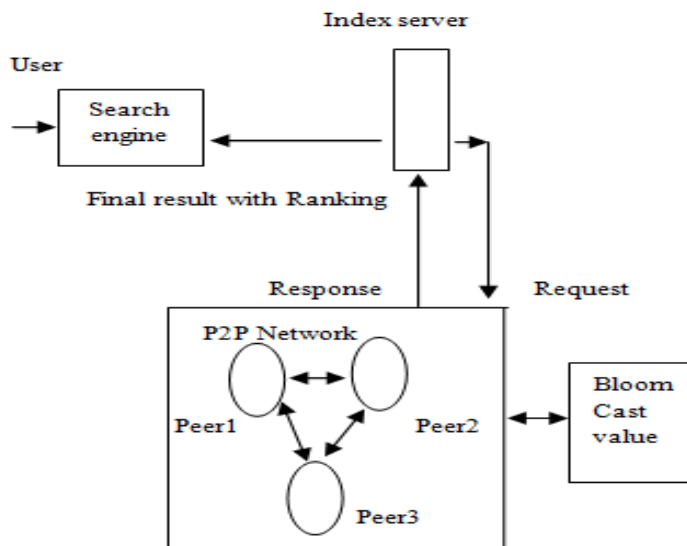 Index server
User
Search
engine
Final result with Ranking
Response
Request
P2P Network
Peer1
Peer2
Peer3
Bloom
Cast
value